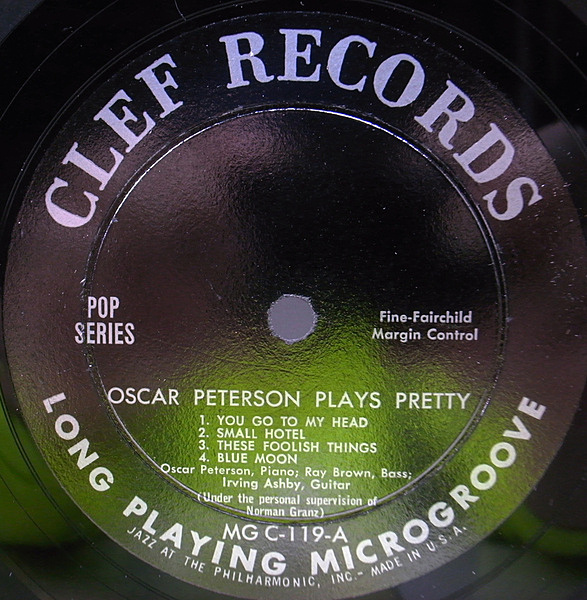 CLEF RECORDS
POP
SERIES
Fine-Fairchild
Margin Control
OSCAR PETERSON PLAYS PRETTY
1. YOU GO TO MY HEAD
2. SMALL HOTEL
3. THESE FOOLISH THINGS
4. BLUE MOON
Oscar Peterson, Piano; Ray Brown, Bass;
Irving Ashby, Guitar
(Under the personal supervision of
Norman Granz)
MG C-119-A
LONG PLAYING MICROGROOVE
JAZZ AT THE PHILHARMONIC, INC.- MADE IN U.S.A.